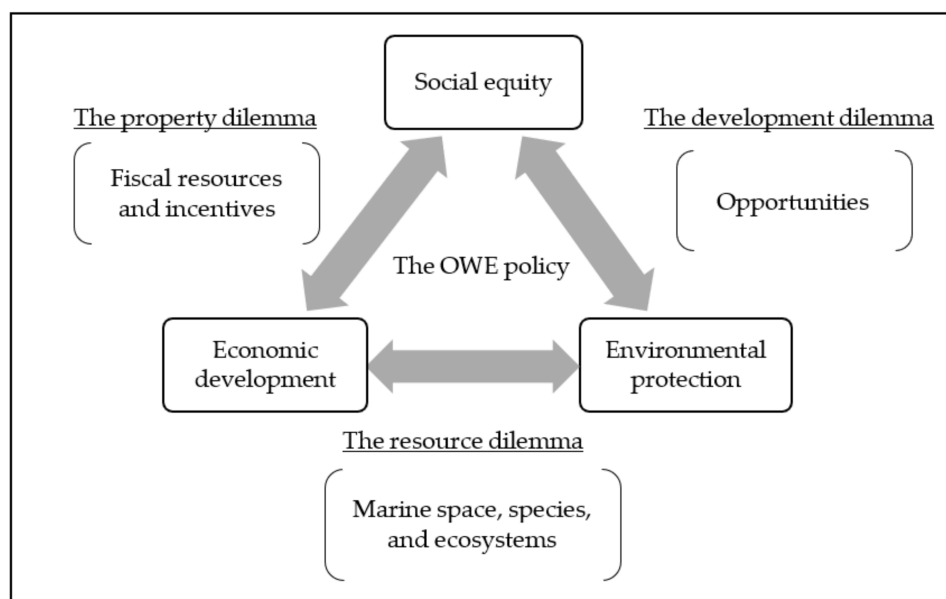 Social equity
The property dilemma
Fiscal resources
and incentives
The development dilemma
Opportunities
The OWE policy
Economic
development
Environmental
protection
The resource dilemma
Marine space, species,
and ecosystems